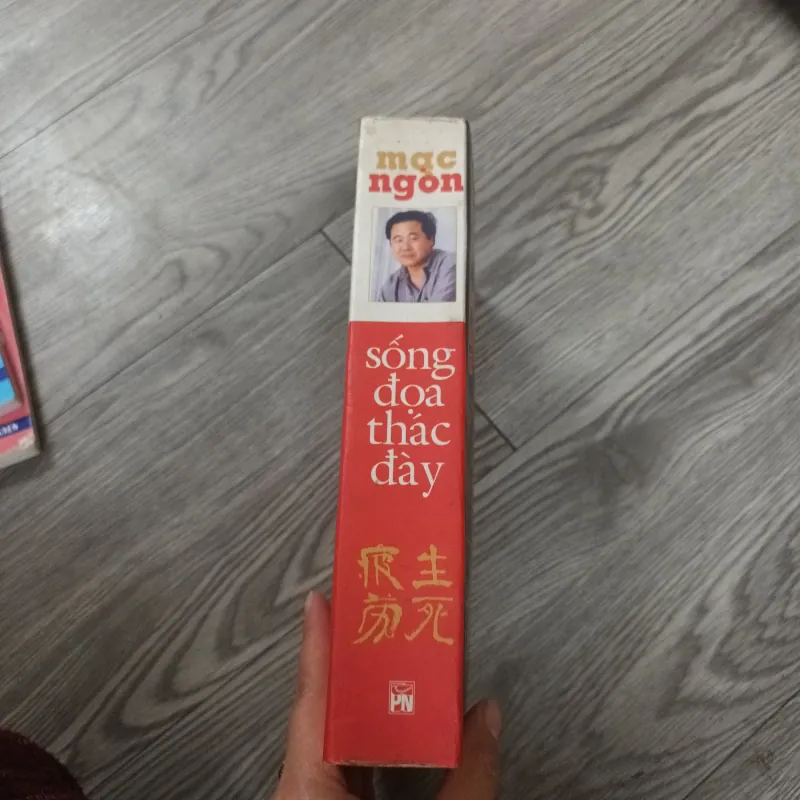 mạc
ngôn
sống
đọa
thác
đày
生死
疲劳
PN